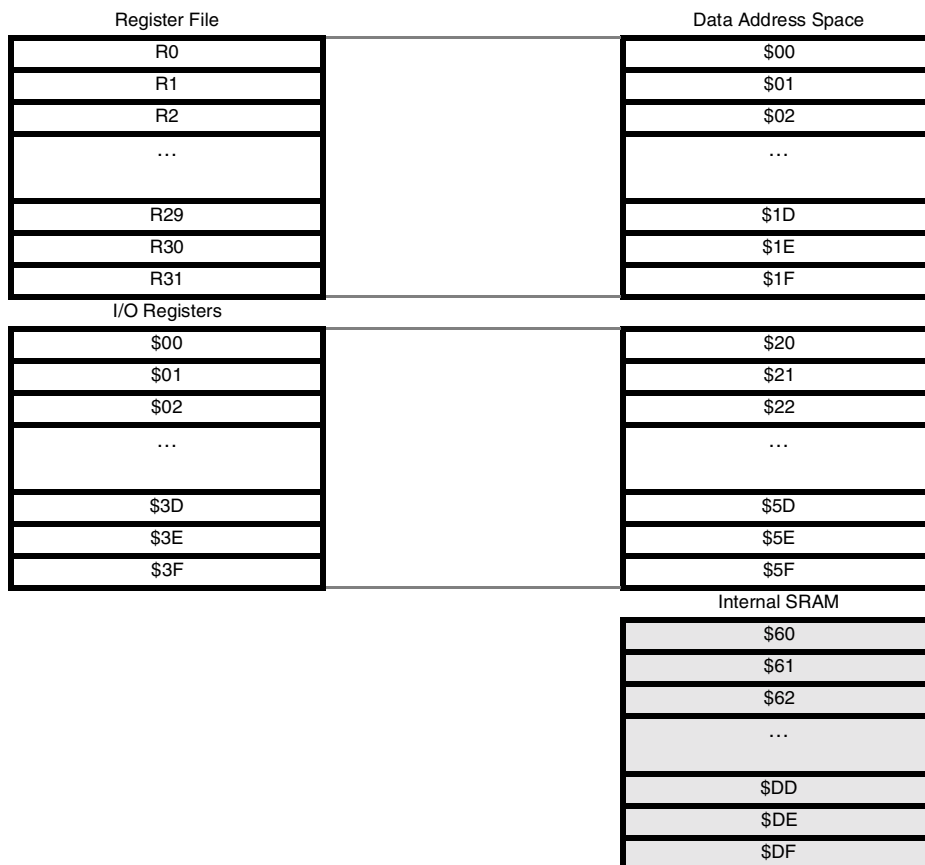 Register File Data Address Space
R0 $00
R1 $01
R2 $02
... ...
R29 $1D
R30 $1E
R31 $1F
I/O Registers
$00 $20
$01 $21
$02 $22
... ...
$3D $5D
$3E $5E
$3F $5F
Internal SRAM
$60
$61
$62
...
$DD
$DE
$DF